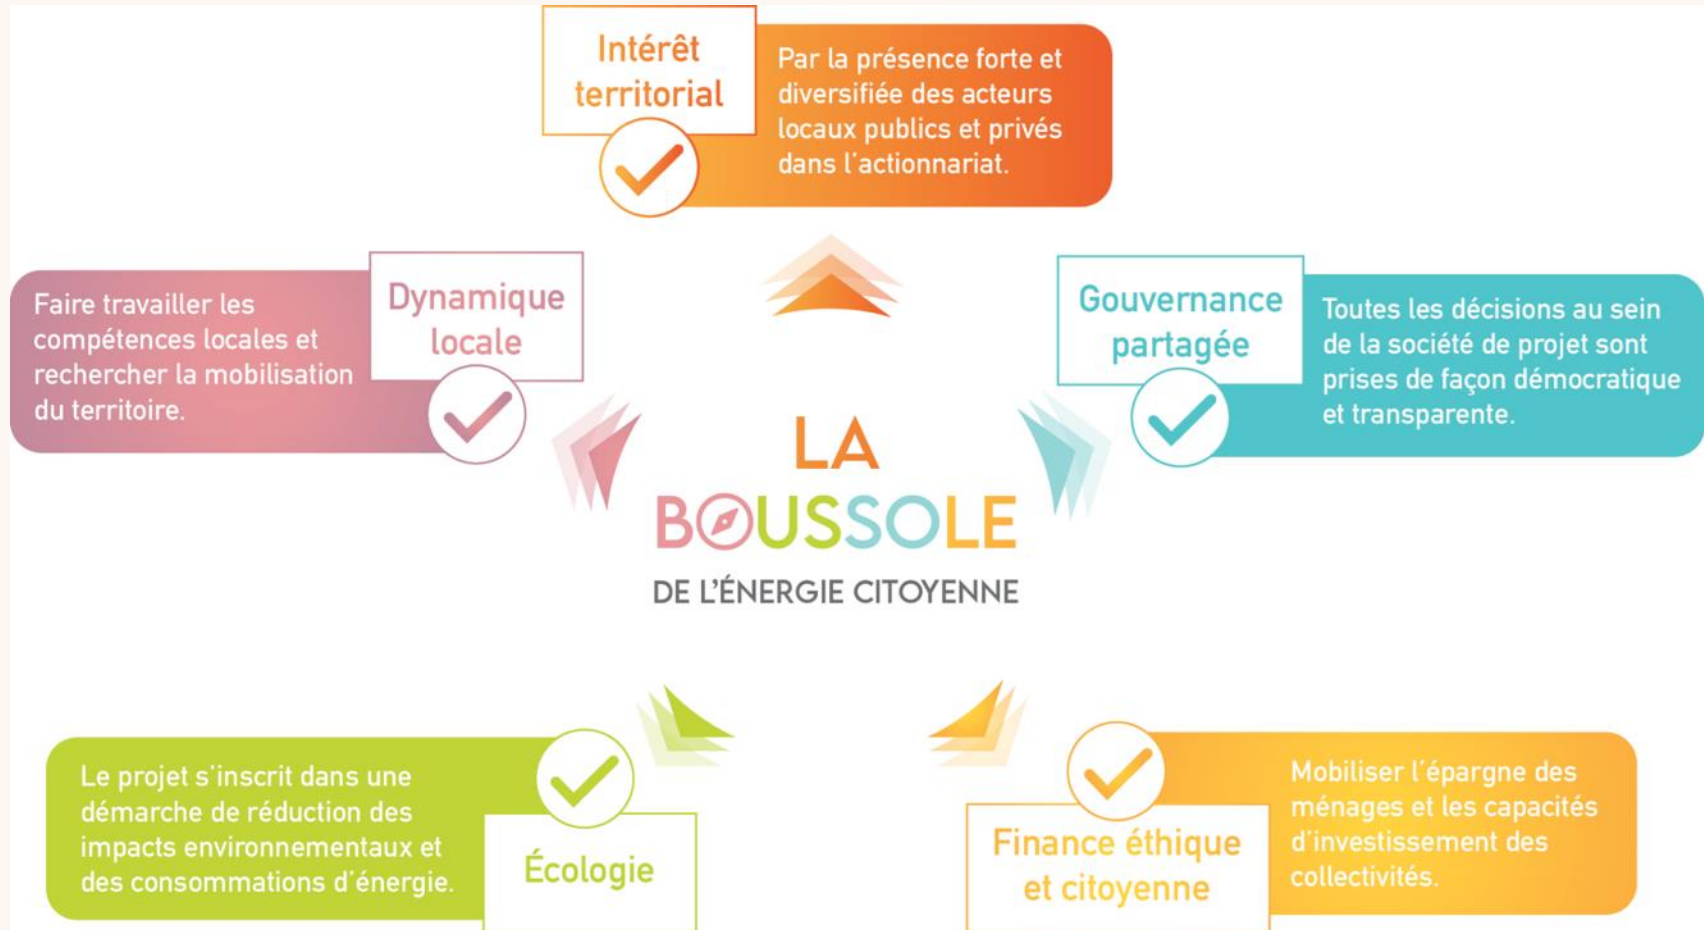 Intérêt
territorial
Par la présence forte et
diversifiée des acteurs
locaux publics et privés
dans l'actionnariat.
Faire travailler les
compétences locales et
rechercher la mobilisation
du territoire.
Dynamique
locale
Gouvernance
partagée
Toutes les décisions au sein
de la société de projet sont
prises de façon démocratique
et transparente.
LA
BOUSSOLE
DE L'ÉNERGIE CITOYENNE
Le projet s'inscrit dans une
démarche de réduction des
impacts environnementaux et
des consommations d'énergie.
Écologie
Finance éthique
et citoyenne
Mobiliser l'épargne des
ménages et les capacités
d'investissement des
collectivités.